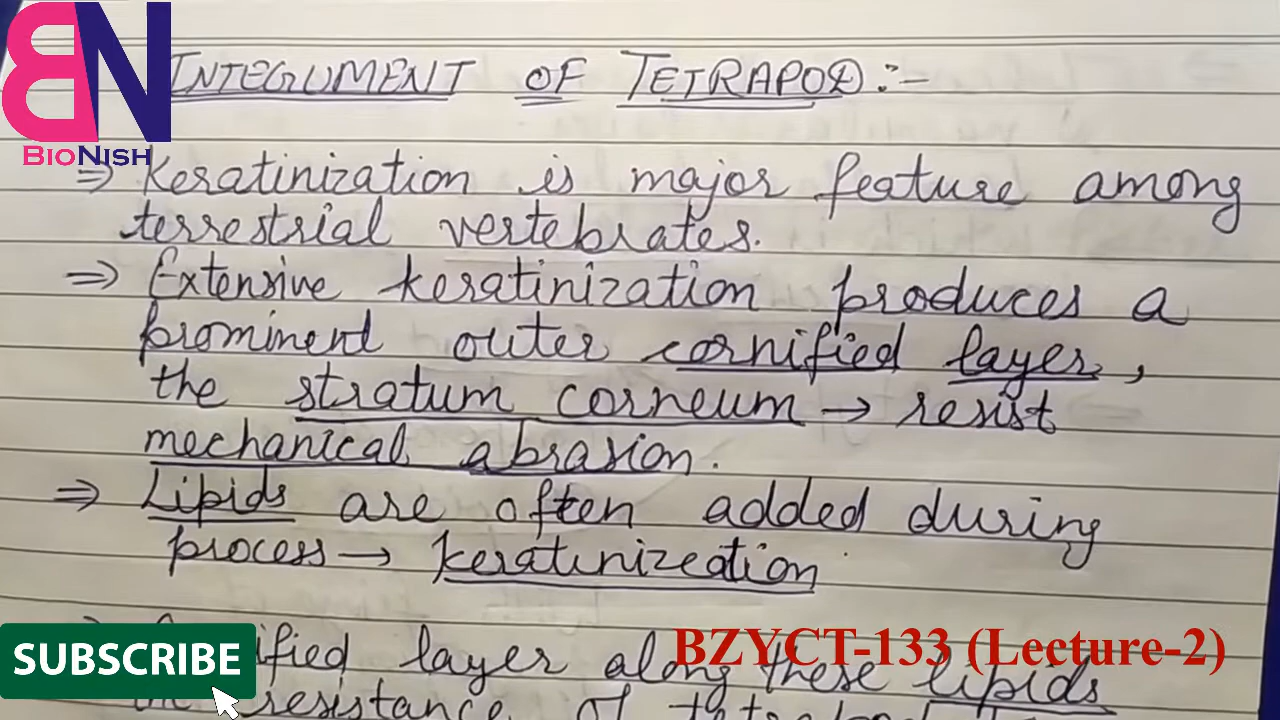 BN
BIONISH
INTEGUMENT OF TETRAPOD:-
⇒ Keratinization is major feature among
terrestrial vertebrates.
⇒ Extensive keratinization produces a
prominent outer cornified layer,
the stratum corneum → resist
mechanical abrasion.
⇒ Lipids are often added during
process → keratinization
layer along these lipids
resistance of
SUBSCRIBE
BZYCT-133 (Lecture-2)